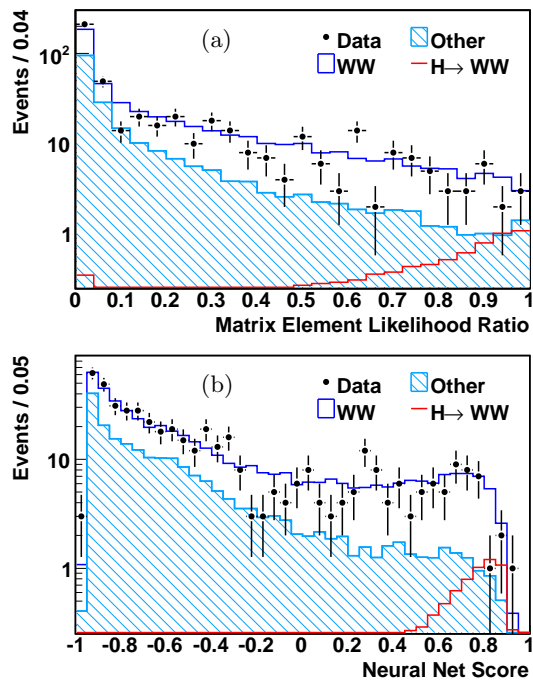 Events / 0.04
10²
10
1
(a)
Data Other
WW H→ WW
0 0.1 0.2 0.3 0.4 0.5 0.6 0.7 0.8 0.9 1
Matrix Element Likelihood Ratio
Events / 0.05
10
1
(b)
Data Other
WW H→ WW
-1 -0.8 -0.6 -0.4 -0.2 0 0.2 0.4 0.6 0.8 1
Neural Net Score